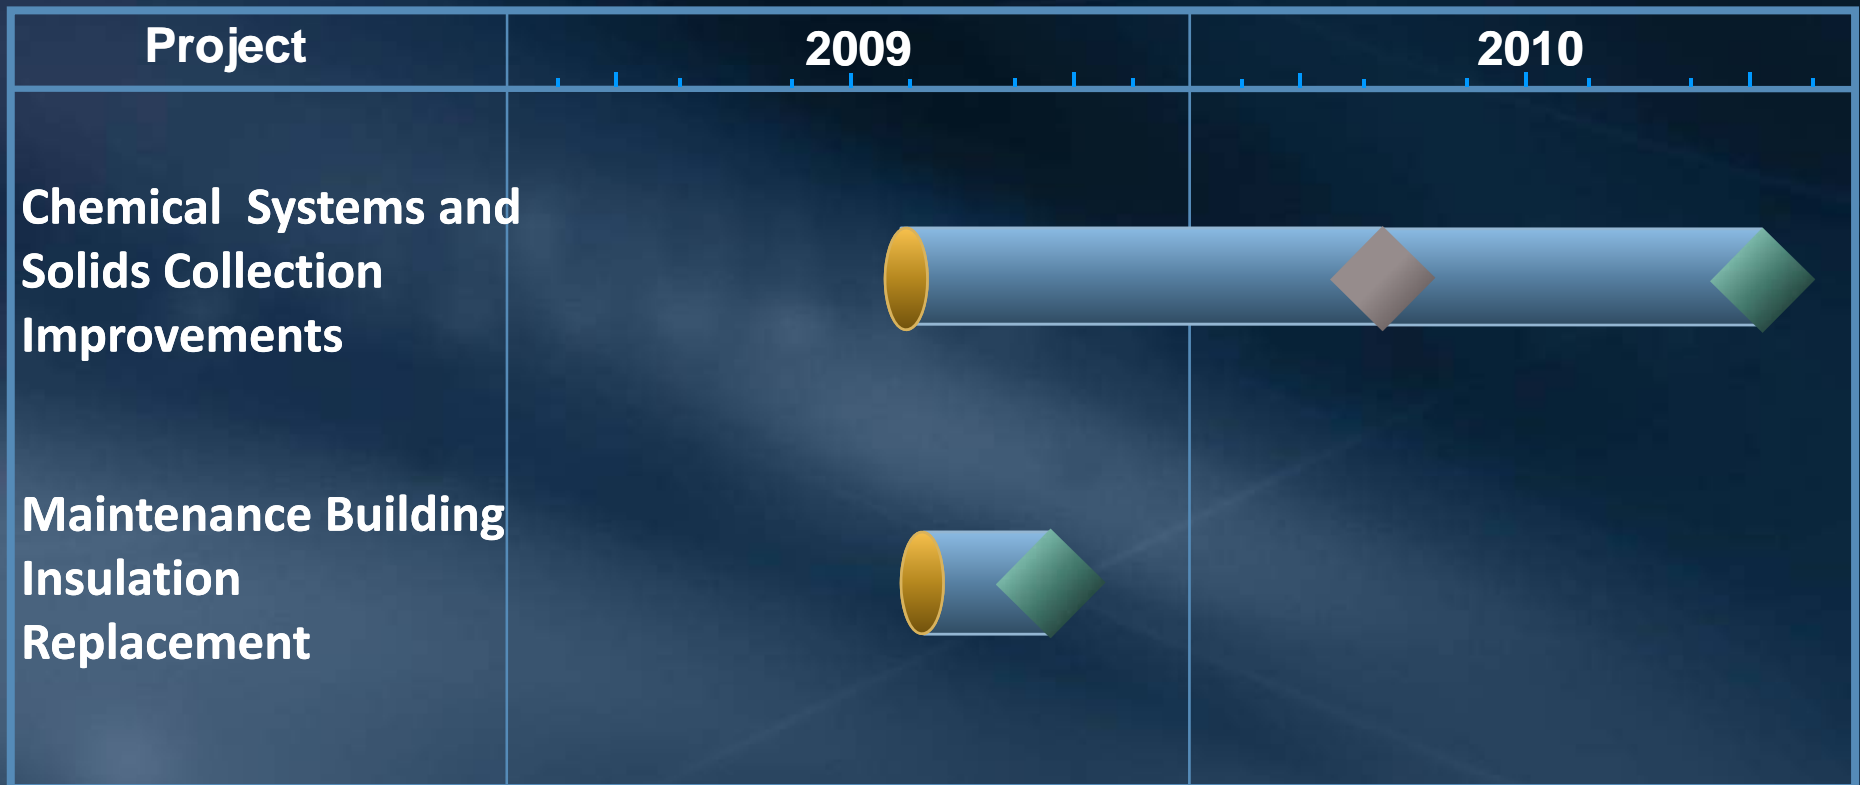 Project
2009
2010
Chemical  Systems and
Solids Collection
Improvements
Maintenance Building
Insulation
Replacement